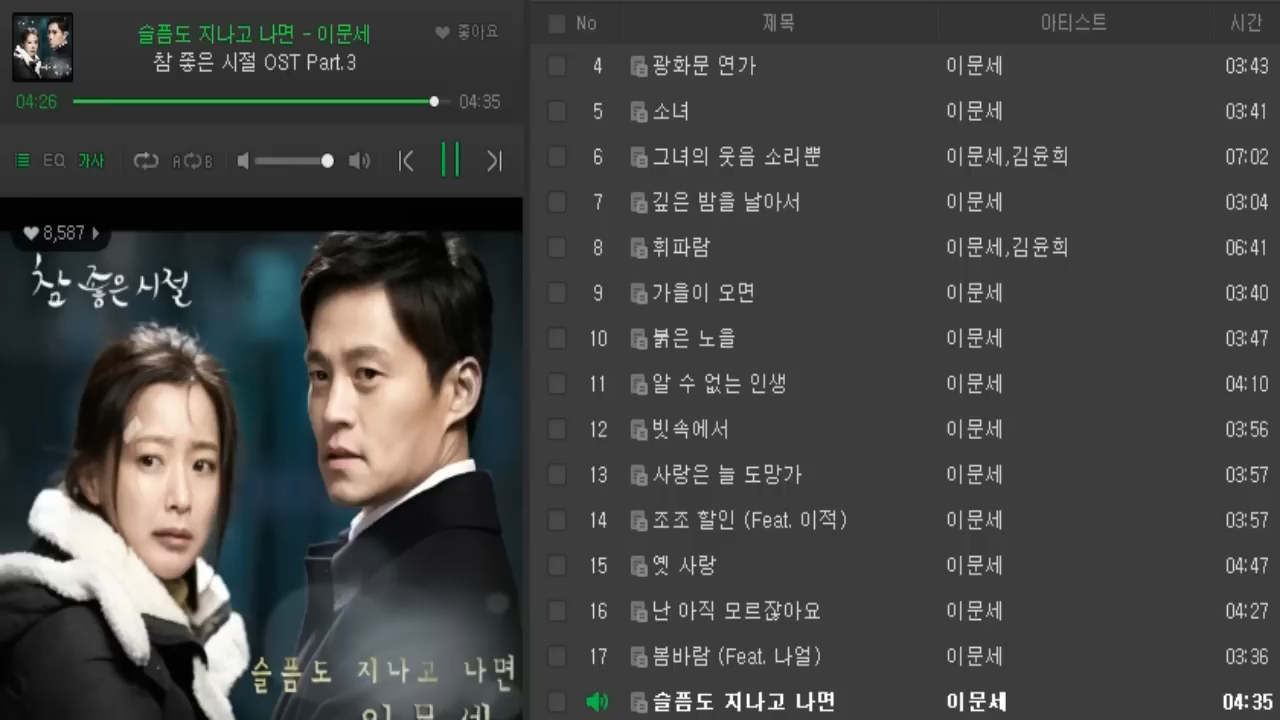 슬픔도 지나고 나면 - 이문세
좋아요
참 좋은 시절 OST Part.3
04:26
04:35
EQ 가사 A B
8,587
참 좋은 시절
슬픔도 지나고 나면
이문세
No 제목 아티스트 시간
4 광화문 연가 이문세 03:43
5 소녀 이문세 03:41
6 그녀의 웃음 소리뿐 이문세,김윤희 07:02
7 깊은 밤을 날아서 이문세 03:04
8 휘파람 이문세,김윤희 06:41
9 가을이 오면 이문세 03:40
10 붉은 노을 이문세 03:47
11 알 수 없는 인생 이문세 04:10
12 빗속에서 이문세 03:56
13 사랑은 늘 도망가 이문세 03:57
14 조조 할인 (Feat. 이적) 이문세 03:57
15 옛 사랑 이문세 04:47
16 난 아직 모르잖아요 이문세 04:27
17 봄바람 (Feat. 나얼) 이문세 03:36
슬픔도 지나고 나면 이문세 04:35